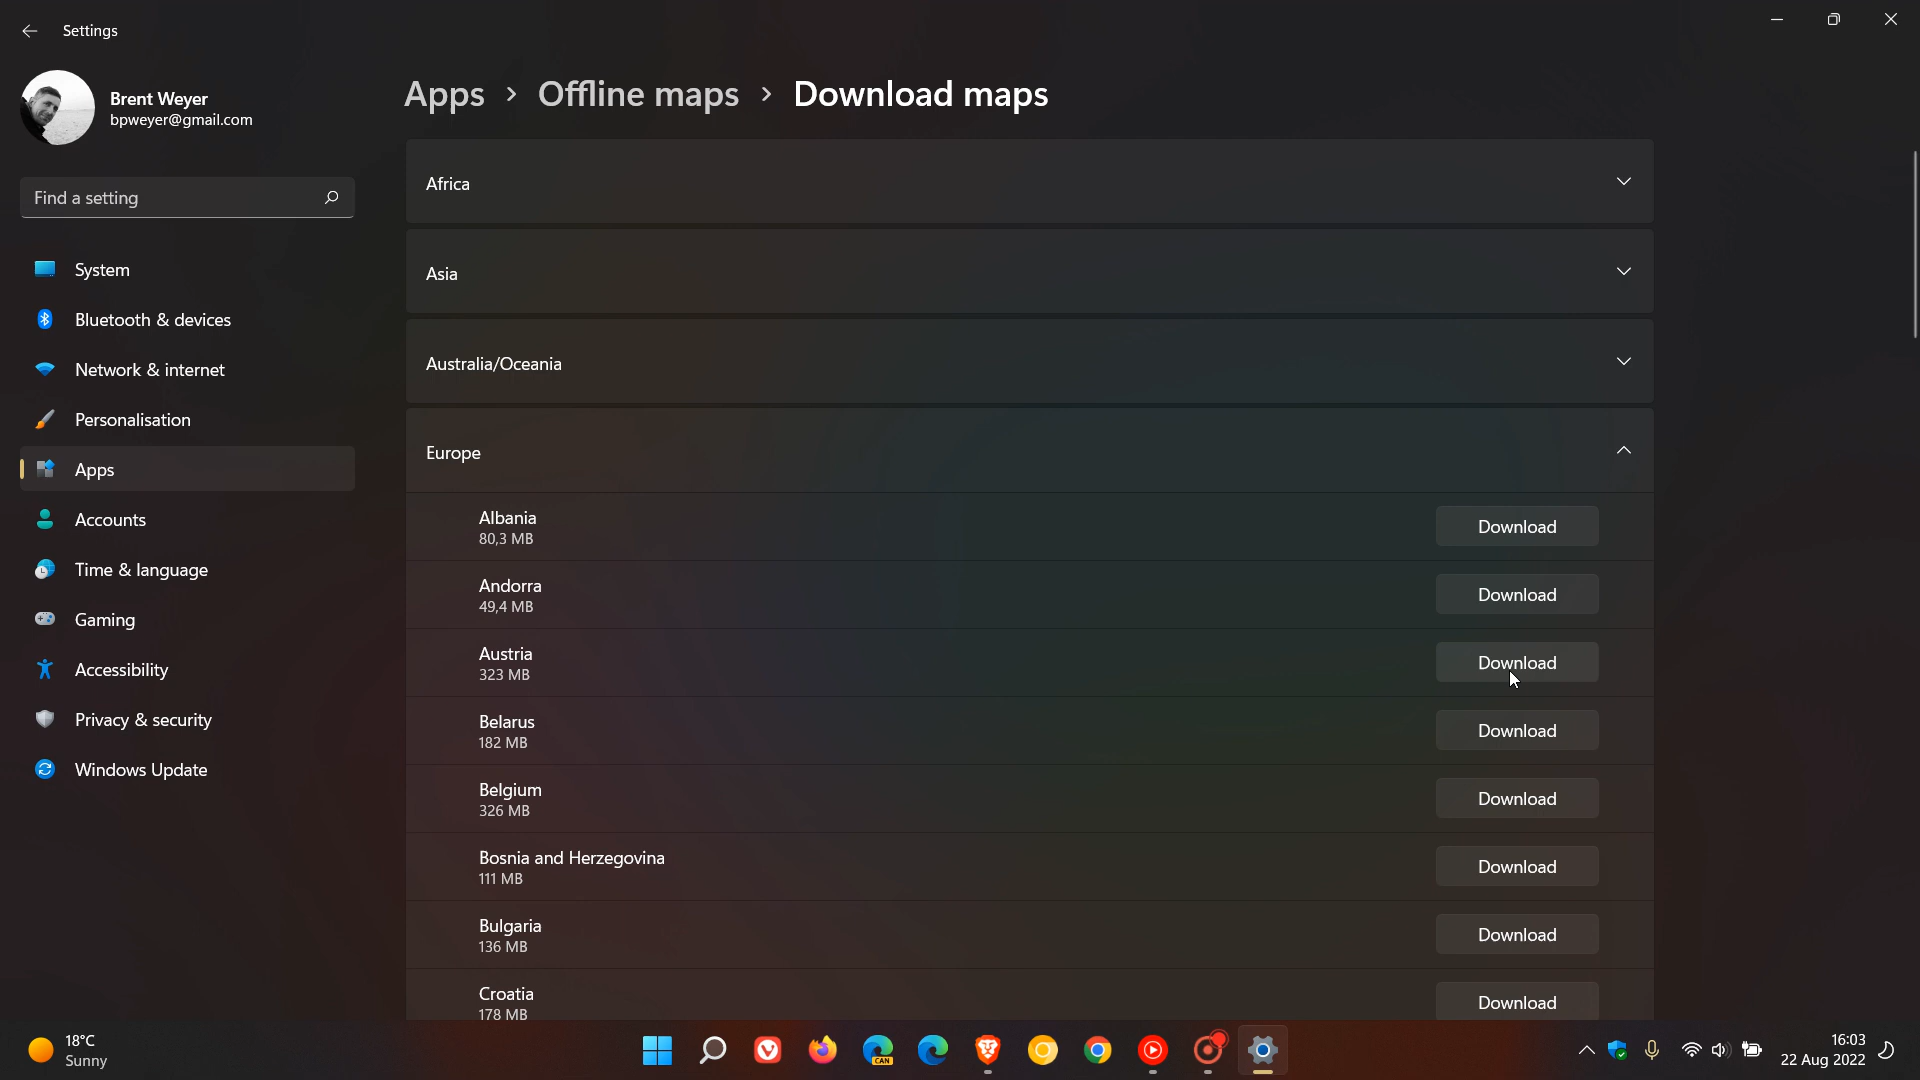 Settings
Brent Weyer
bpweyer@gmail.com
Find a setting
System
Bluetooth & devices
Network & internet
Personalisation
Apps
Accounts
Time & language
Gaming
Accessibility
Privacy & security
Windows Update
Apps > Offline maps > Download maps
Africa
Asia
Australia/Oceania
Europe
Albania
80,3 MB
Download
Andorra
49,4 MB
Download
Austria
323 MB
Download
Belarus
182 MB
Download
Belgium
326 MB
Download
Bosnia and Herzegovina
111 MB
Download
Bulgaria
136 MB
Download
Croatia
178 MB
Download
18°C
Sunny
CAN
16:03
22 Aug 2022